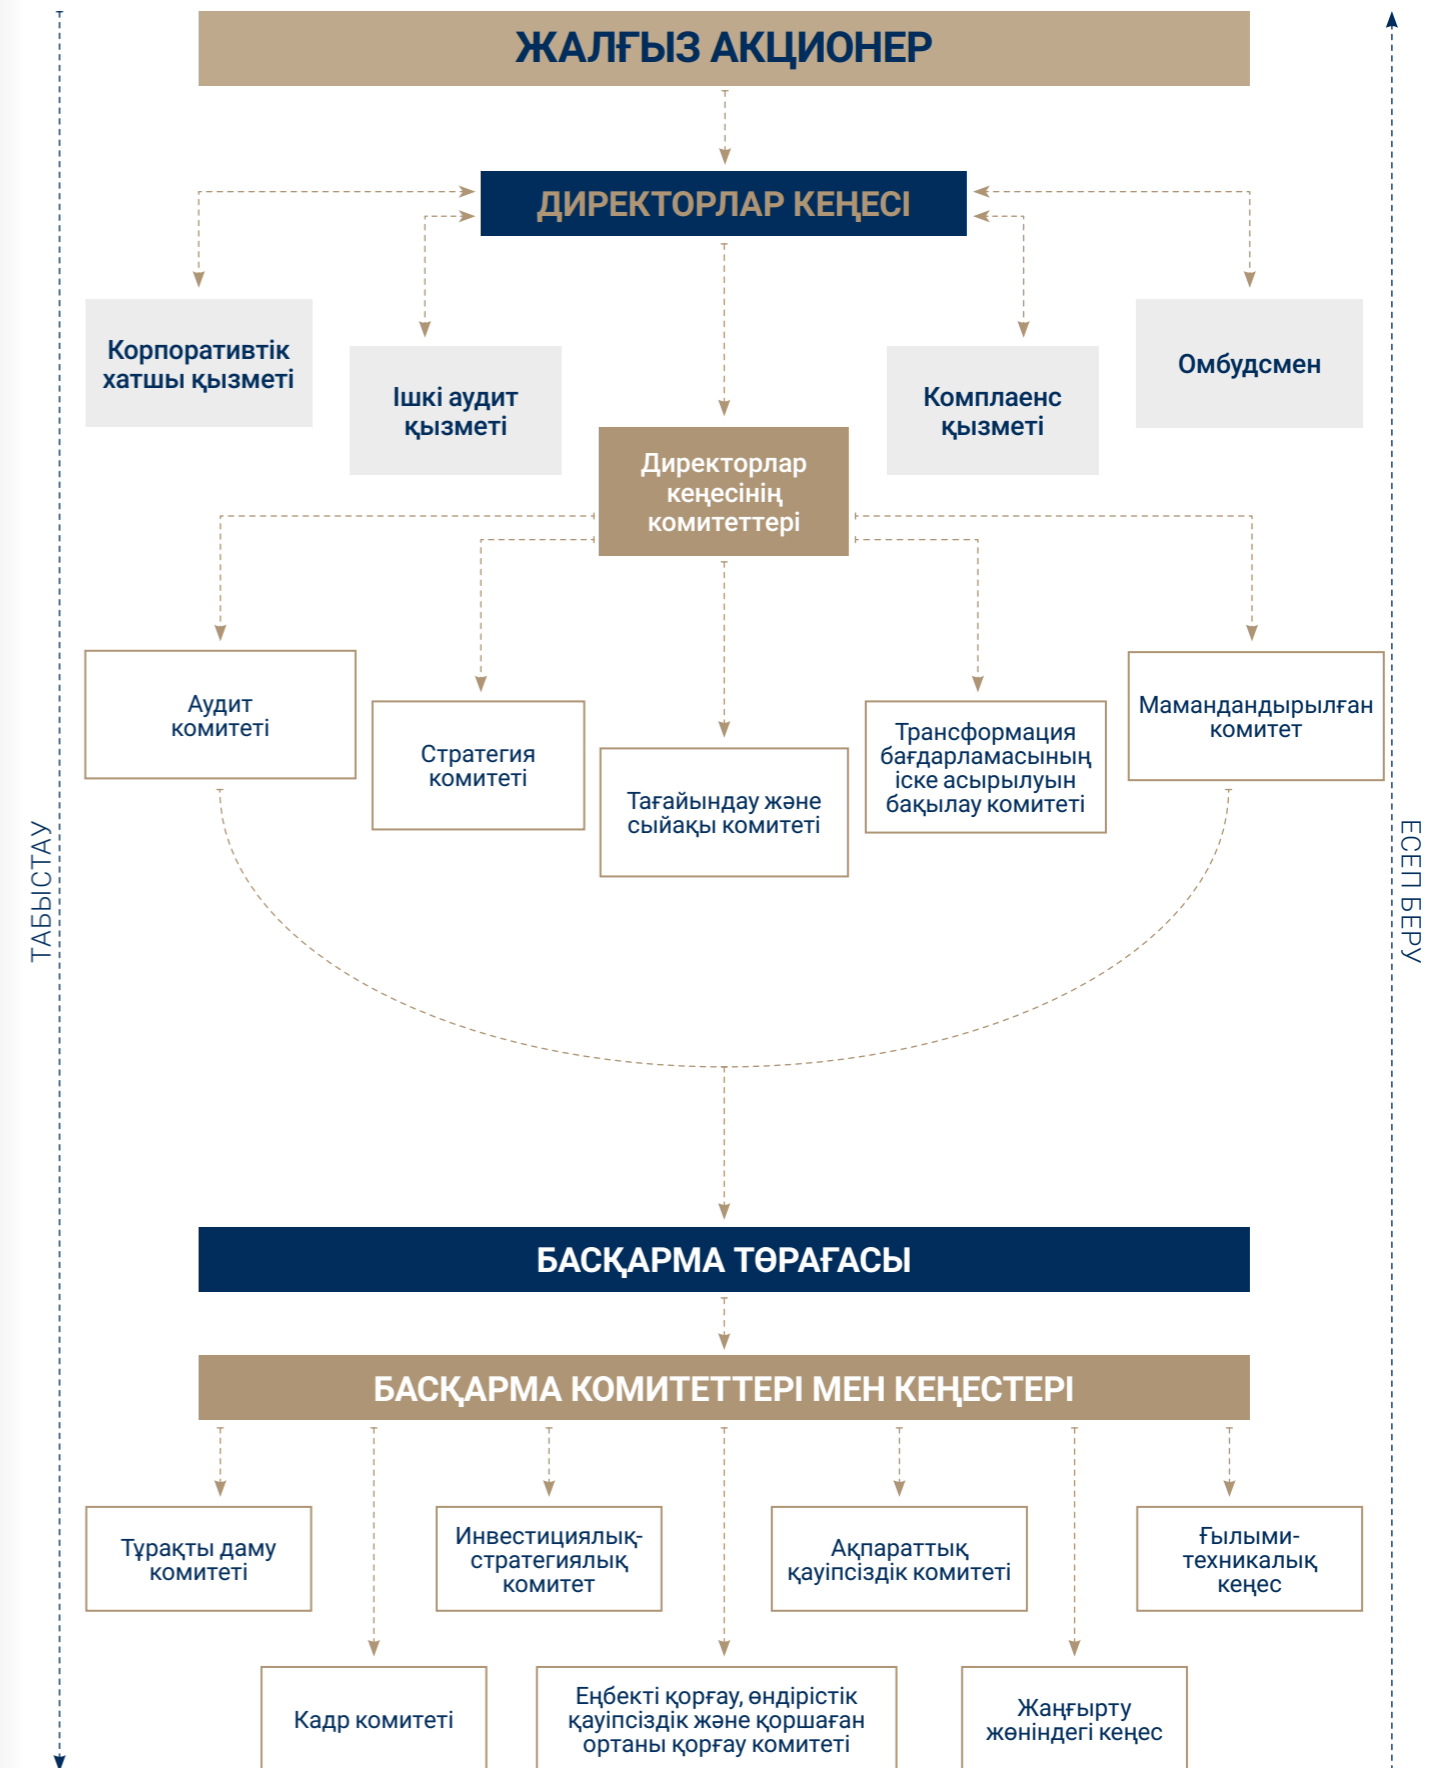 ЖАЛҒЫЗ АКЦИОНЕР
ДИРЕКТОРЛАР КЕҢЕСІ
Корпоративтік
хатшы қызметі
Ішкі аудит
қызметі
Комплаенс
қызметі
Омбудсмен
Директорлар
кеңесінің
комитеттері
Аудит
комитеті
Стратегия
комитеті
Тағайындау және
сыйақы комитеті
Трансформация
бағдарламасының
іске асырылуын
бақылау комитеті
Мамандандырылған
комитет
ТАБЫСТАУ
ЕСЕП БЕРУ
БАСҚАРМА ТӨРАҒАСЫ
БАСҚАРМА КОМИТЕТТЕРІ МЕН КЕҢЕСТЕРІ
Тұрақты даму
комитеті
Инвестициялық-
стратегиялық
комитет
Ақпараттық
қауіпсіздік комитеті
Ғылыми-
техникалық
кеңес
Кадр комитеті
Еңбекті қорғау, өндірістік
қауіпсіздік және қоршаған
ортаны қорғау комитеті
Жаңғырту
жөніндегі кеңес